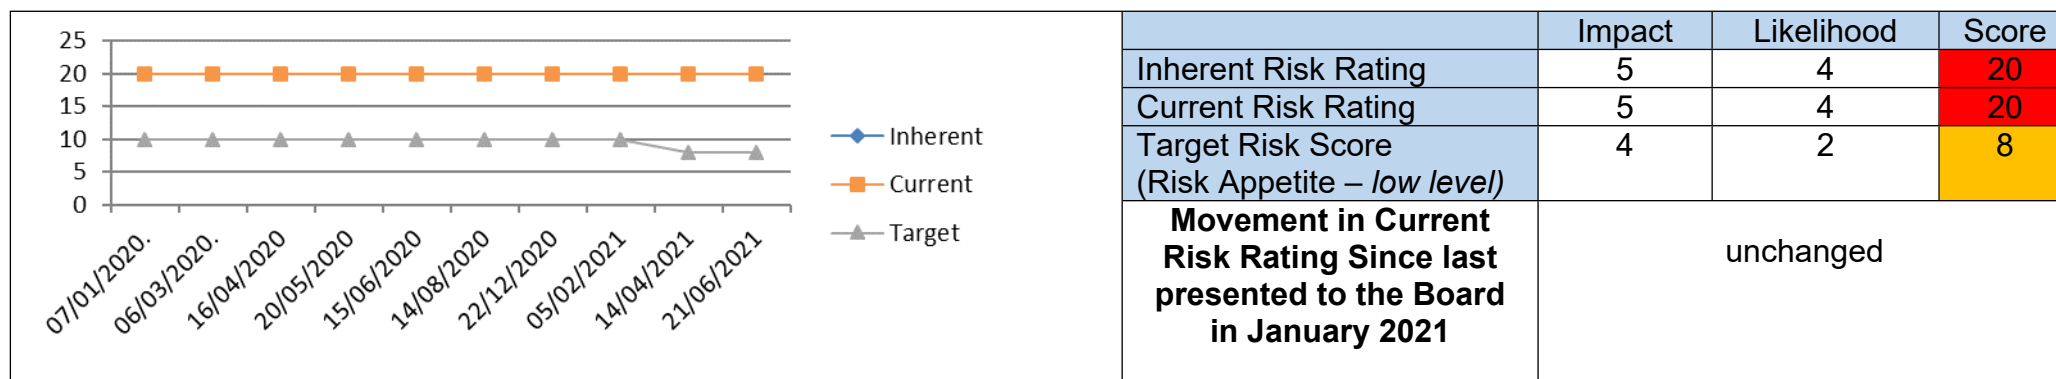 25
20
15
10
5
0
07/01/2020.
06/03/2020.
16/04/2020
20/05/2020
15/06/2020
14/08/2020
22/12/2020
05/02/2021
14/04/2021
21/06/2021
Inherent
Current
Target
Impact Likelihood Score
Inherent Risk Rating 5 4 20
Current Risk Rating 5 4 20
Target Risk Score 4 2 8
(Risk Appetite – low level)
Movement in Current
Risk Rating Since last
presented to the Board
in January 2021
unchanged